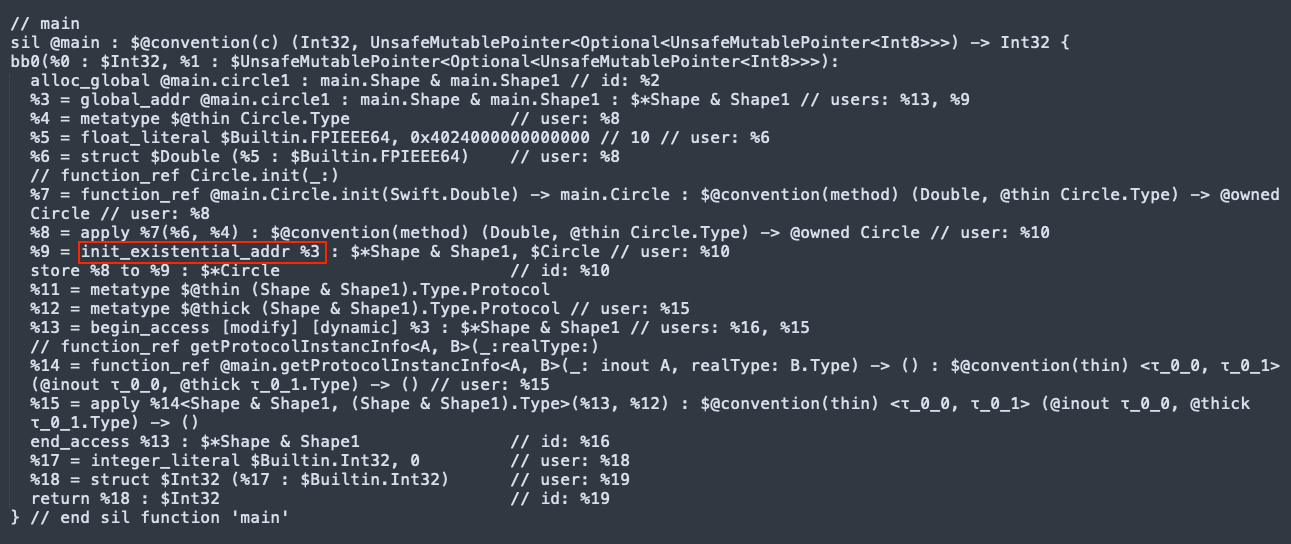 // main
sil @main : $@convention(c) (Int32, UnsafeMutablePointer<Optional<UnsafeMutablePointer<Int8>>>) -> Int32 {
bb0(%0 : $Int32, %1 : $UnsafeMutablePointer<Optional<UnsafeMutablePointer<Int8>>>):
  alloc_global @main.circle1 : main.Shape & main.Shape1 // id: %2
  %3 = global_addr @main.circle1 : main.Shape & main.Shape1 : $*Shape & Shape1 // users: %13, %9
  %4 = metatype $@thin Circle.Type                // user: %8
  %5 = float_literal $Builtin.FPIEEE64, 0x4024000000000000 // 10 // user: %6
  %6 = struct $Double (%5 : $Builtin.FPIEEE64)    // user: %8
  // function_ref Circle.init(_:)
  %7 = function_ref @main.Circle.init(Swift.Double) -> main.Circle : $@convention(method) (Double, @thin Circle.Type) -> @owned
  Circle // user: %8
  %8 = apply %7(%6, %4) : $@convention(method) (Double, @thin Circle.Type) -> @owned Circle // user: %10
  %9 = init_existential_addr %3 : $*Shape & Shape1, $Circle // user: %10
  store %8 to %9 : $*Circle                       // id: %10
  %11 = metatype $@thin (Shape & Shape1).Type.Protocol
  %12 = metatype $@thick (Shape & Shape1).Type.Protocol // user: %15
  %13 = begin_access [modify] [dynamic] %3 : $*Shape & Shape1 // users: %16, %15
  // function_ref getProtocolInstancInfo<A, B>(_:realType:)
  %14 = function_ref @main.getProtocolInstancInfo<A, B>(_: inout A, realType: B.Type) -> () : $@convention(thin) <τ_0_0, τ_0_1>
  (@inout τ_0_0, @thick τ_0_1.Type) -> () // user: %15
  %15 = apply %14<Shape & Shape1, (Shape & Shape1).Type>(%13, %12) : $@convention(thin) <τ_0_0, τ_0_1> (@inout τ_0_0, @thick
  τ_0_1.Type) -> ()
  end_access %13 : $*Shape & Shape1               // id: %16
  %17 = integer_literal $Builtin.Int32, 0         // user: %18
  %18 = struct $Int32 (%17 : $Builtin.Int32)      // user: %19
  return %18 : $Int32                             // id: %19
} // end sil function 'main'